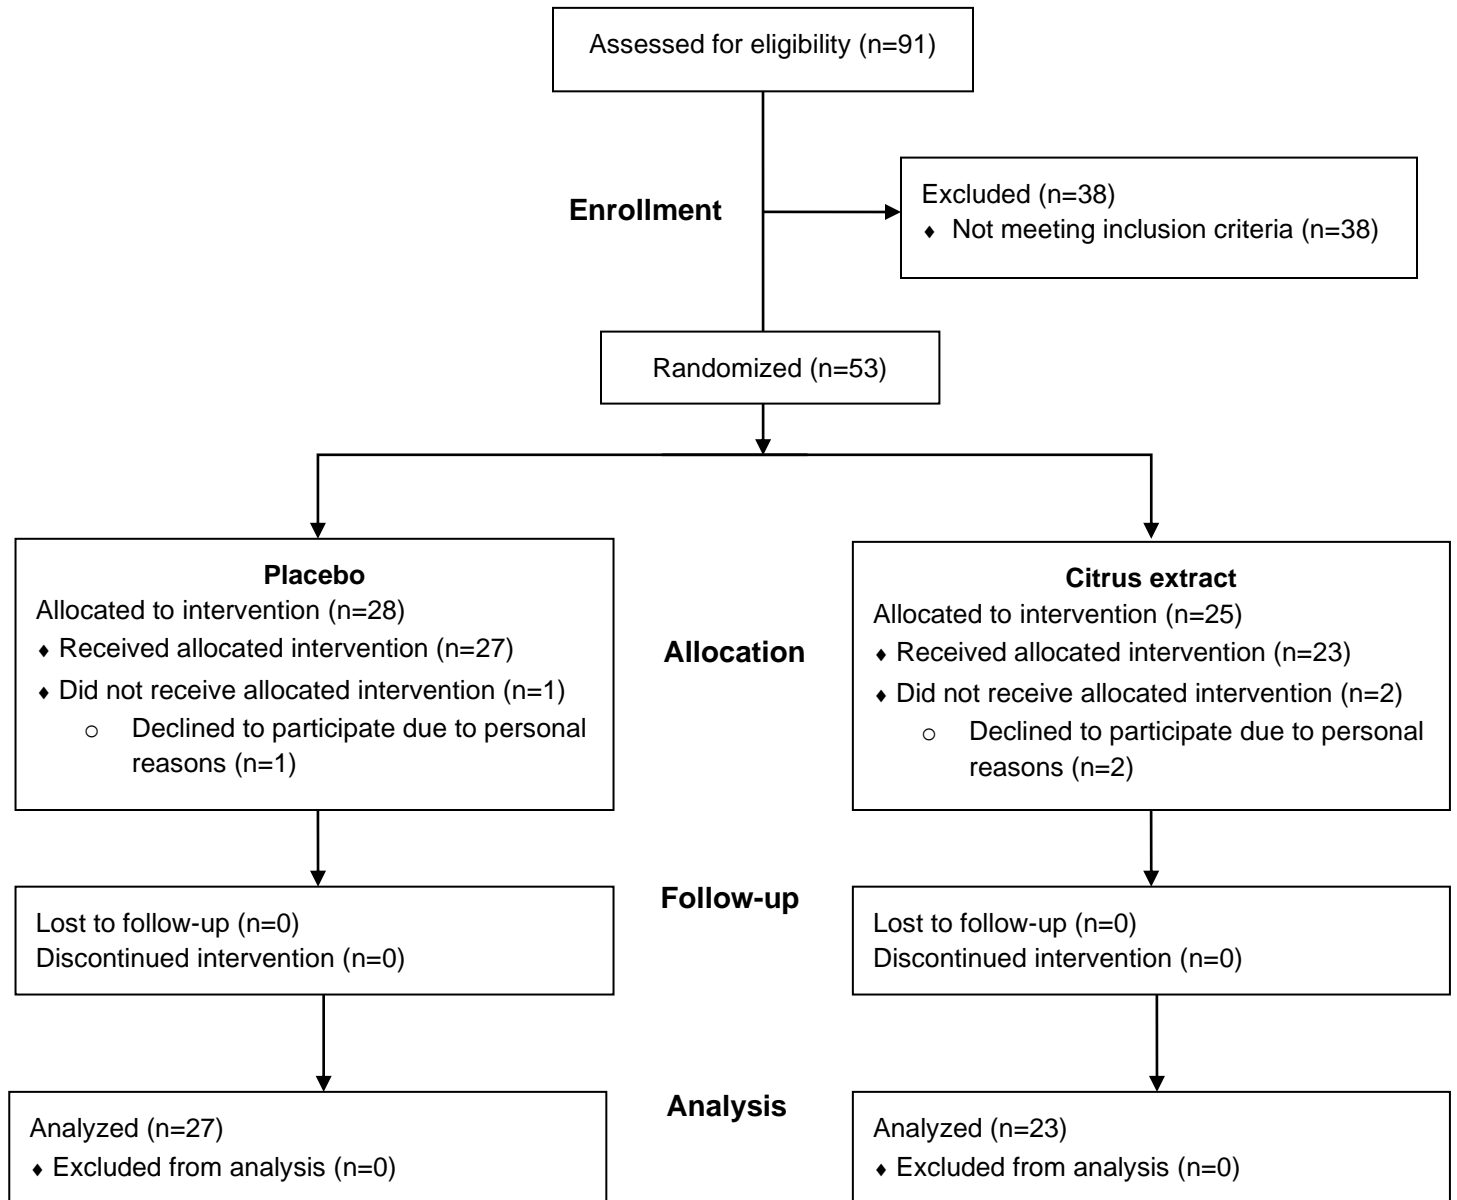 Assessed for eligibility (n=91)
Enrollment
Excluded (n=38)
♦ Not meeting inclusion criteria (n=38)
Randomized (n=53)
Placebo
Allocated to intervention (n=28)
♦ Received allocated intervention (n=27)
♦ Did not receive allocated intervention (n=1)
o Declined to participate due to personal
reasons (n=1)
Allocation
Citrus extract
Allocated to intervention (n=25)
♦ Received allocated intervention (n=23)
♦ Did not receive allocated intervention (n=2)
o Declined to participate due to personal
reasons (n=2)
Follow-up
Lost to follow-up (n=0)
Discontinued intervention (n=0)
Lost to follow-up (n=0)
Discontinued intervention (n=0)
Analysis
Analyzed (n=27)
♦ Excluded from analysis (n=0)
Analyzed (n=23)
♦ Excluded from analysis (n=0)